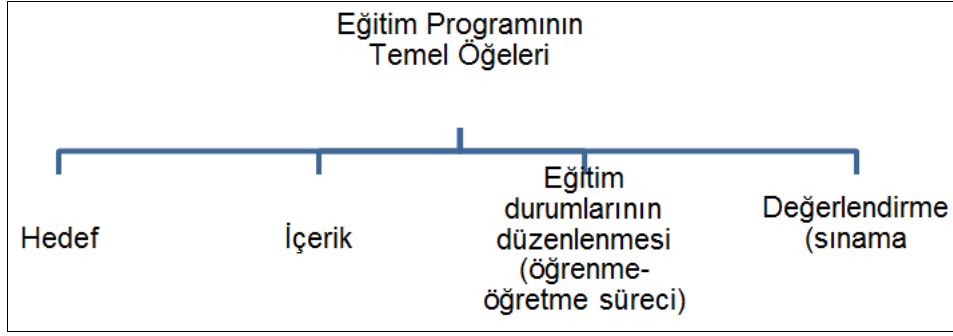 Eğitim Programının
Temel Öğeleri
Hedef
İçerik
Eğitim
durumlarının
düzenlenmesi
(öğrenme-
öğretme süreci)
Değerlendirme
(sınama